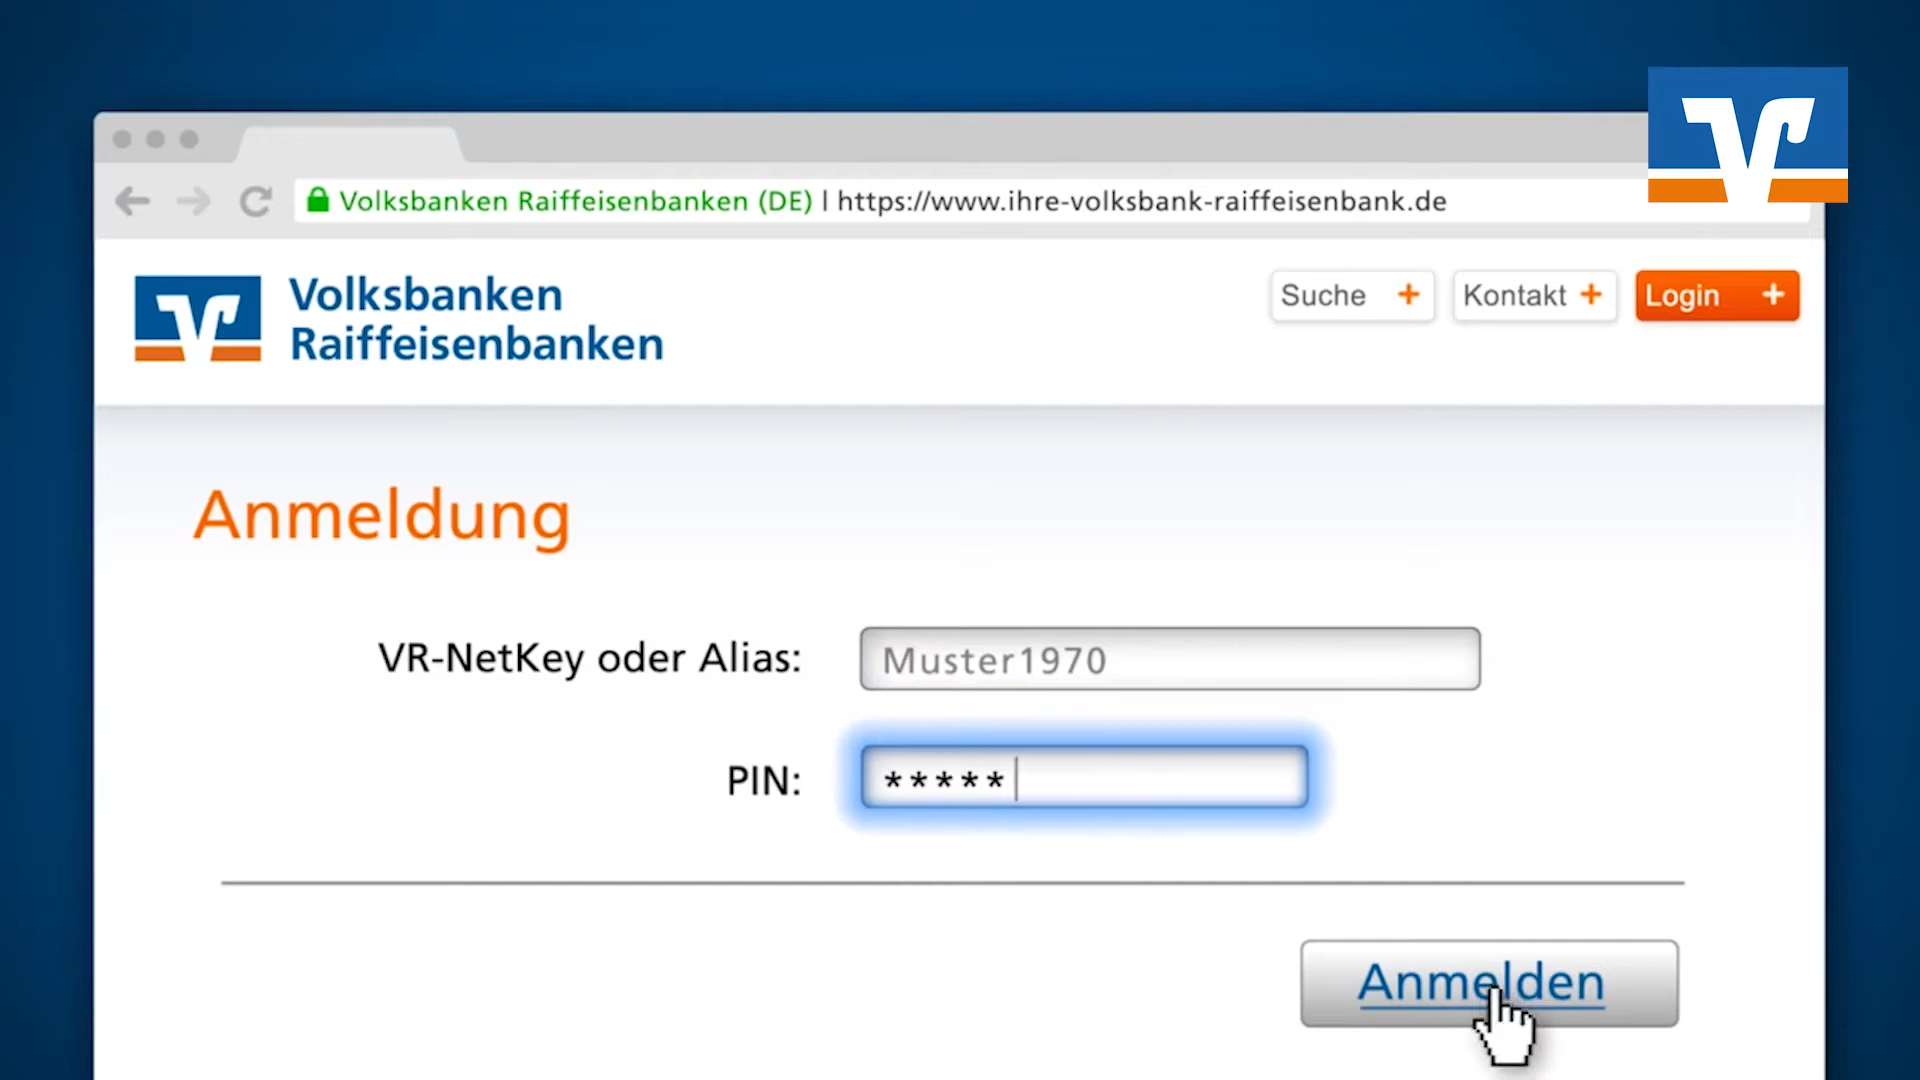 Volksbanken Raiffeisenbanken (DE) | https://www.ihre-volksbank-raiffeisenbank.de
Volksbanken
Raiffeisenbanken
Suche +
Kontakt +
Login +
Anmeldung
VR-NetKey oder Alias: Muster1970
PIN: *****
Anmelden